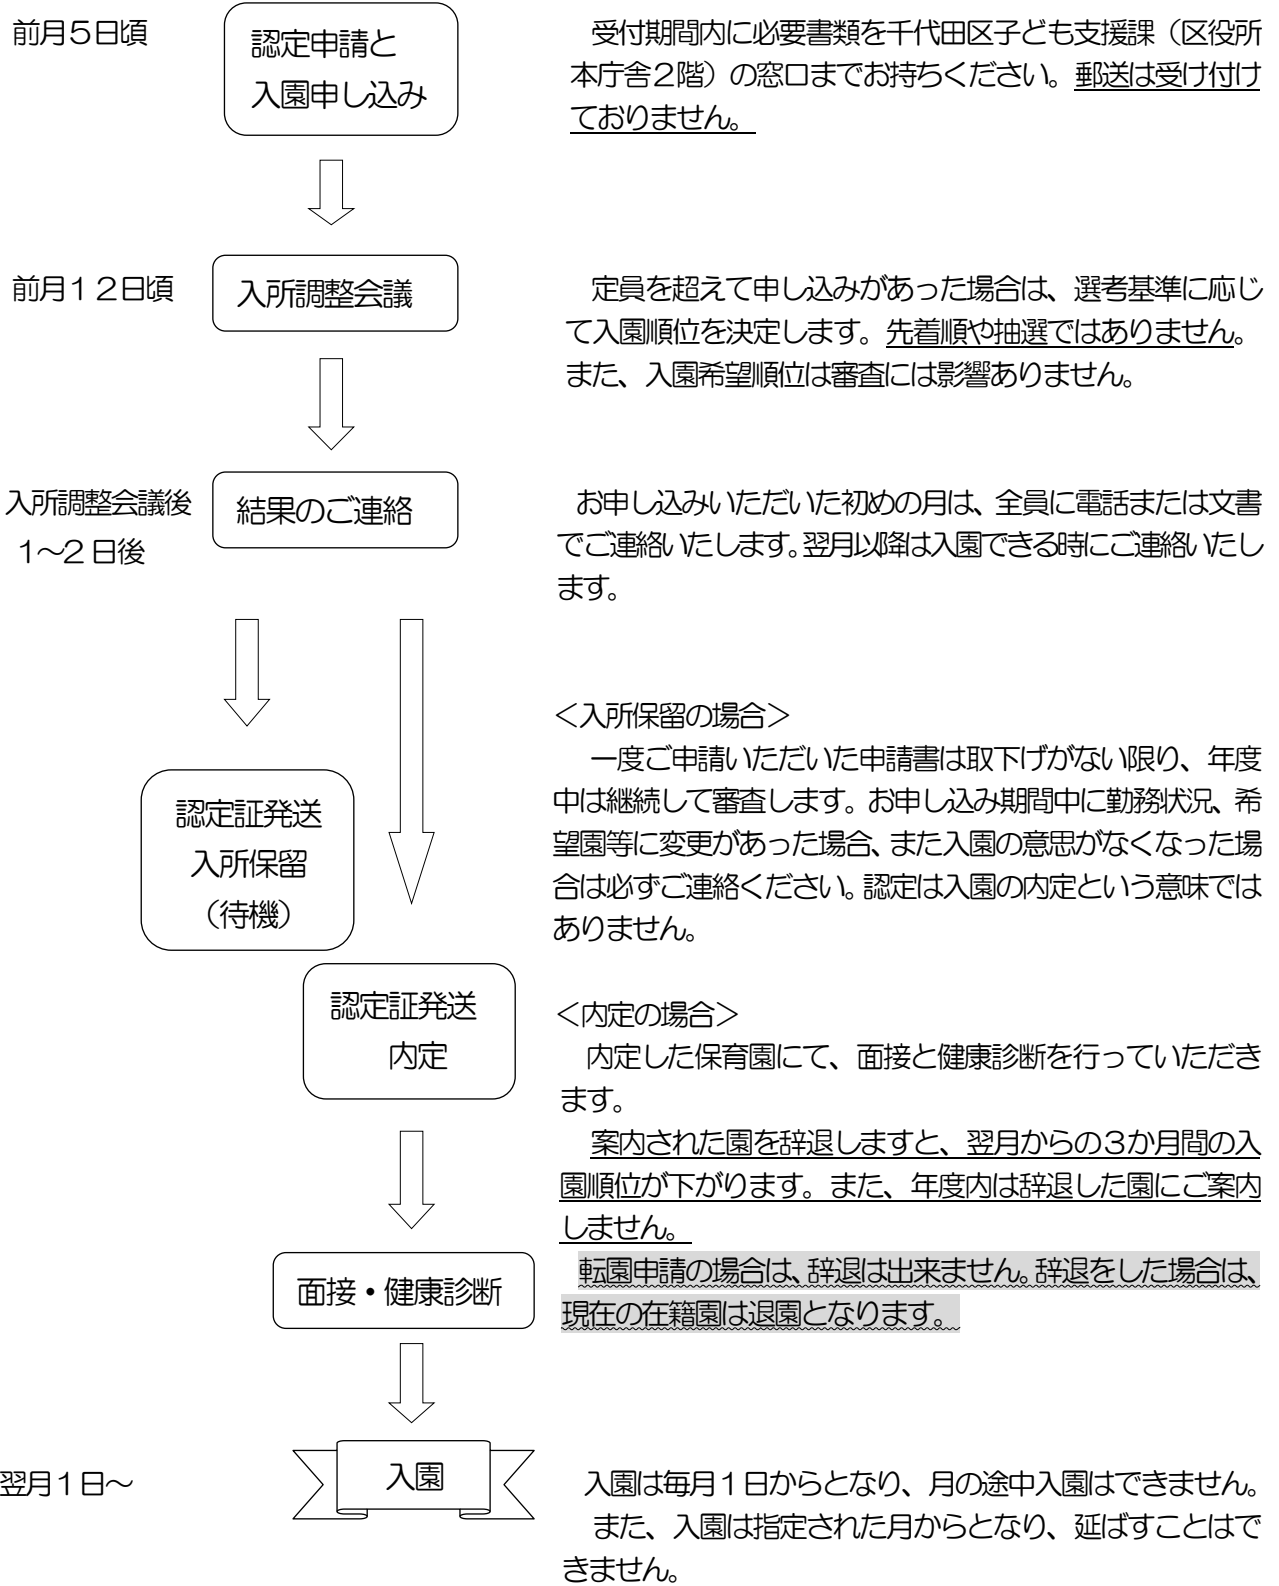 前月5日頃
認定申請と
入園申し込み
受付期間内に必要書類を千代田区子ども支援課（区役所
本庁舎2階）の窓口までお持ちください。郵送は受け付け
ておりません。
前月12日頃
入所調整会議
定員を超えて申し込みがあった場合は、選考基準に応じ
て入園順位を決定します。先着順や抽選ではありません。
また、入園希望順位は審査には影響ありません。
入所調整会議後
1～2日後
結果のご連絡
お申し込みいただいた初めの月は、全員に電話または文書
でご連絡いたします。翌月以降は入園できる時にご連絡いたし
ます。
認定証発送
入所保留
（待機）
＜入所保留の場合＞
一度ご申請いただいた申請書は取下げがない限り、年度
中は継続して審査します。お申し込み期間中に勤務状況、希
望園等に変更があった場合、また入園の意思がなくなった場
合は必ずご連絡ください。認定は入園の内定という意味では
ありません。
認定証発送
内定
＜内定の場合＞
内定した保育園にて、面接と健康診断を行っていただき
ます。
案内された園を辞退しますと、翌月からの3か月間の入
園順位が下がります。また、年度内は辞退した園にご案内
しません。
転園申請の場合は、辞退は出来ません。辞退をした場合は、
現在の在籍園は退園となります。
面接・健康診断
翌月1日～
入園
入園は毎月1日からとなり、月の途中入園はできません。
また、入園は指定された月からとなり、延ばすことはで
きません。